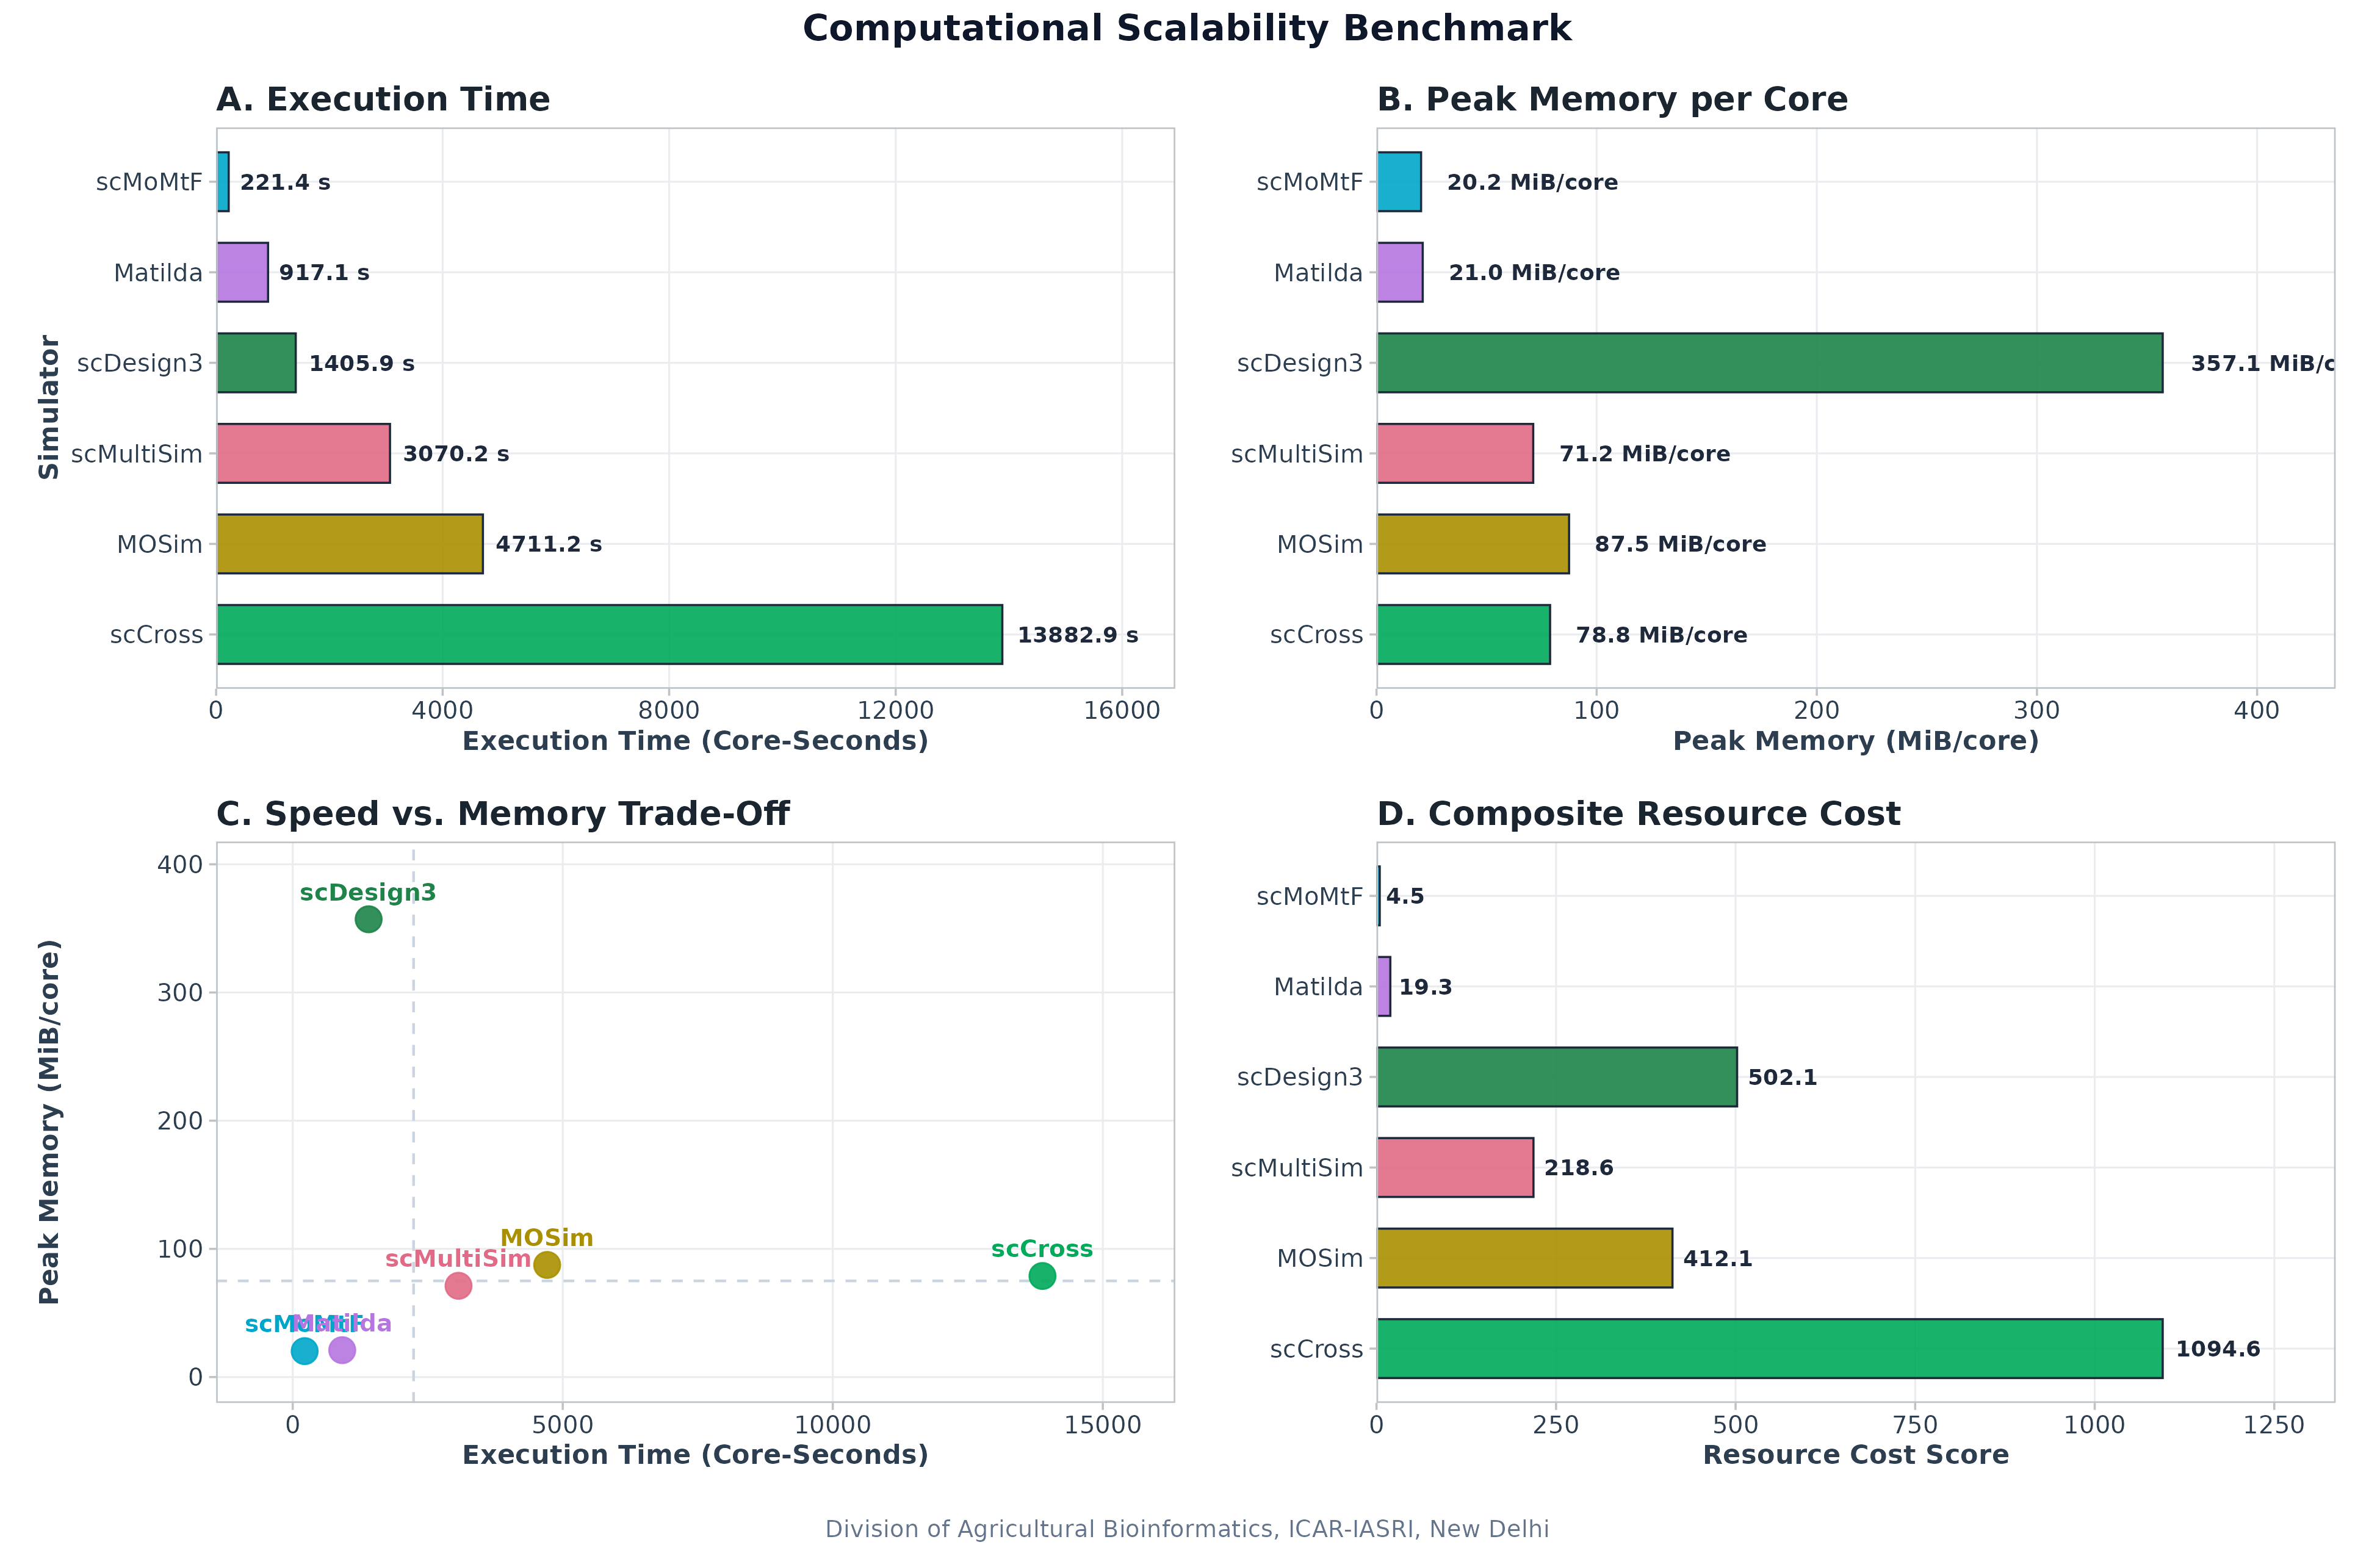 Computational Scalability Benchmark
A. Execution Time
Simulator
scMoMtF
221.4 s
Matilda
917.1 s
scDesign3
1405.9 s
scMultiSim
3070.2 s
MOSim
4711.2 s
scCross
13882.9 s
0 4000 8000 12000 16000
Execution Time (Core-Seconds)
B. Peak Memory per Core
scMoMtF
20.2 MiB/core
Matilda
21.0 MiB/core
scDesign3
357.1 MiB/c
scMultiSim
71.2 MiB/core
MOSim
87.5 MiB/core
scCross
78.8 MiB/core
0 100 200 300 400
Peak Memory (MiB/core)
C. Speed vs. Memory Trade-Off
Peak Memory (MiB/core)
400
300
200
100
0
scDesign3
MOSim
scMultiSim
scCross
scMoMtF
Matilda
0 5000 10000 15000
Execution Time (Core-Seconds)
D. Composite Resource Cost
scMoMtF
4.5
Matilda
19.3
scDesign3
502.1
scMultiSim
218.6
MOSim
412.1
scCross
1094.6
0 250 500 750 1000 1250
Resource Cost Score
Division of Agricultural Bioinformatics, ICAR-IASRI, New Delhi